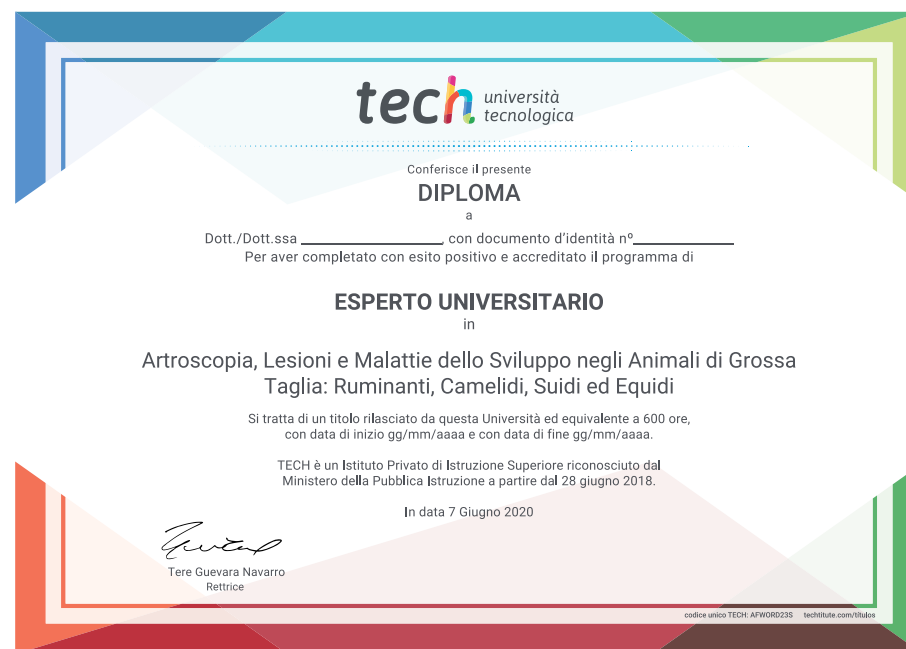 tech università
tecnologica
Conferisce il presente
DIPLOMA
a
Dott./Dott.ssa ____________________, con documento d'identità nº______________
Per aver completato con esito positivo e accreditato il programma di
ESPERTO UNIVERSITARIO
in
Artroscopia, Lesioni e Malattie dello Sviluppo negli Animali di Grossa
Taglia: Ruminanti, Camelidi, Suidi ed Equidi
Si tratta di un titolo rilasciato da questa Università ed equivalente a 600 ore,
con data di inizio gg/mm/aaaa e con data di fine gg/mm/aaaa.
TECH è un Istituto Privato di Istruzione Superiore riconosciuto dal
Ministero della Pubblica Istruzione a partire dal 28 giugno 2018.
In data 7 Giugno 2020
Tere Guevara Navarro
Rettrice
codice unico TECH: AFWORD23S techtitute.com/titulos